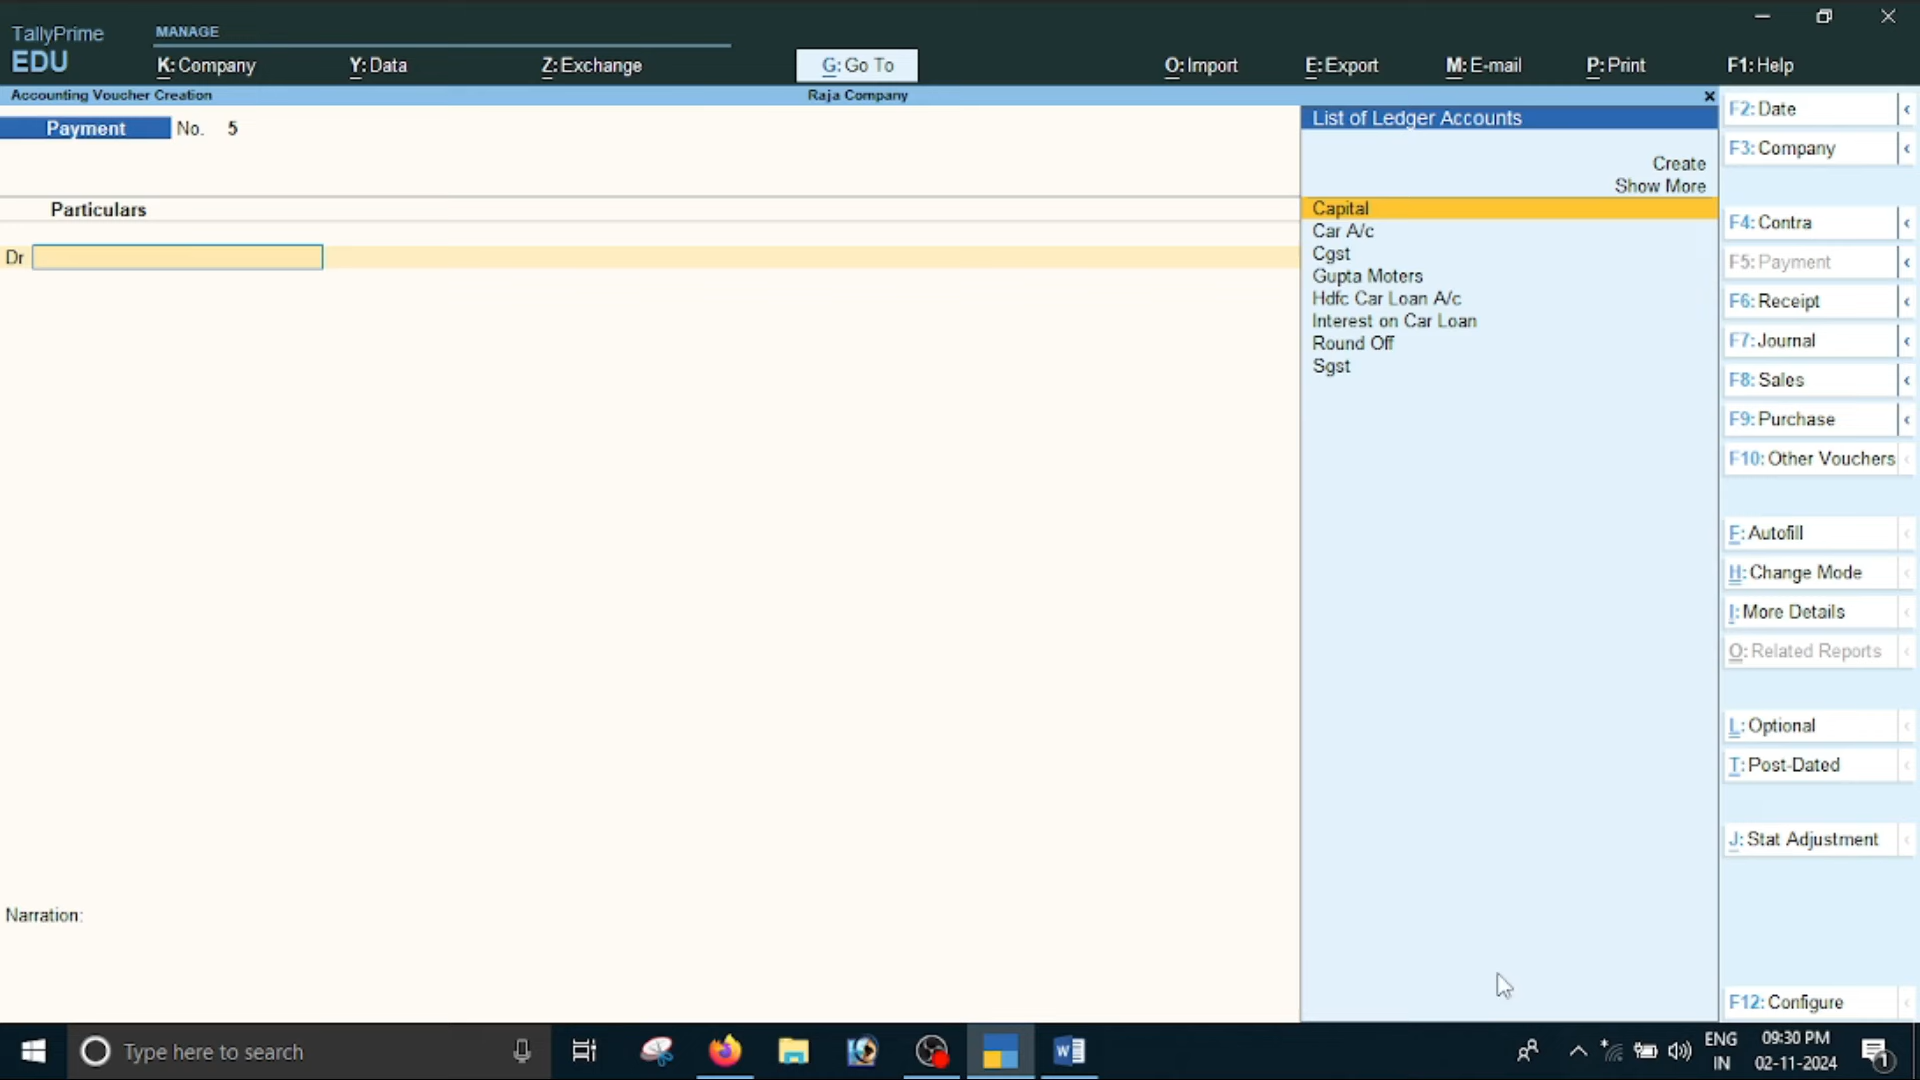 TallyPrime
EDU
MANAGE
K: Company
Y: Data
Z: Exchange
G: Go To
O: Import
E: Export
M: E-mail
P: Print
F1: Help
Accounting Voucher Creation
Raja Company
Payment No. 5
Particulars
Dr
Narration:
List of Ledger Accounts
Create
Show More
Capital
Car A/c
Cgst
Gupta Moters
Hdfc Car Loan A/c
Interest on Car Loan
Round Off
Sgst
F2: Date
F3: Company
F4: Contra
F5: Payment
F6: Receipt
F7: Journal
F8: Sales
F9: Purchase
F10: Other Vouchers
F: Autofill
H: Change Mode
I: More Details
O: Related Reports
L: Optional
T: Post-Dated
J: Stat Adjustment
F12: Configure
Type here to search
ENG
IN
09:30 PM
02-11-2024
1